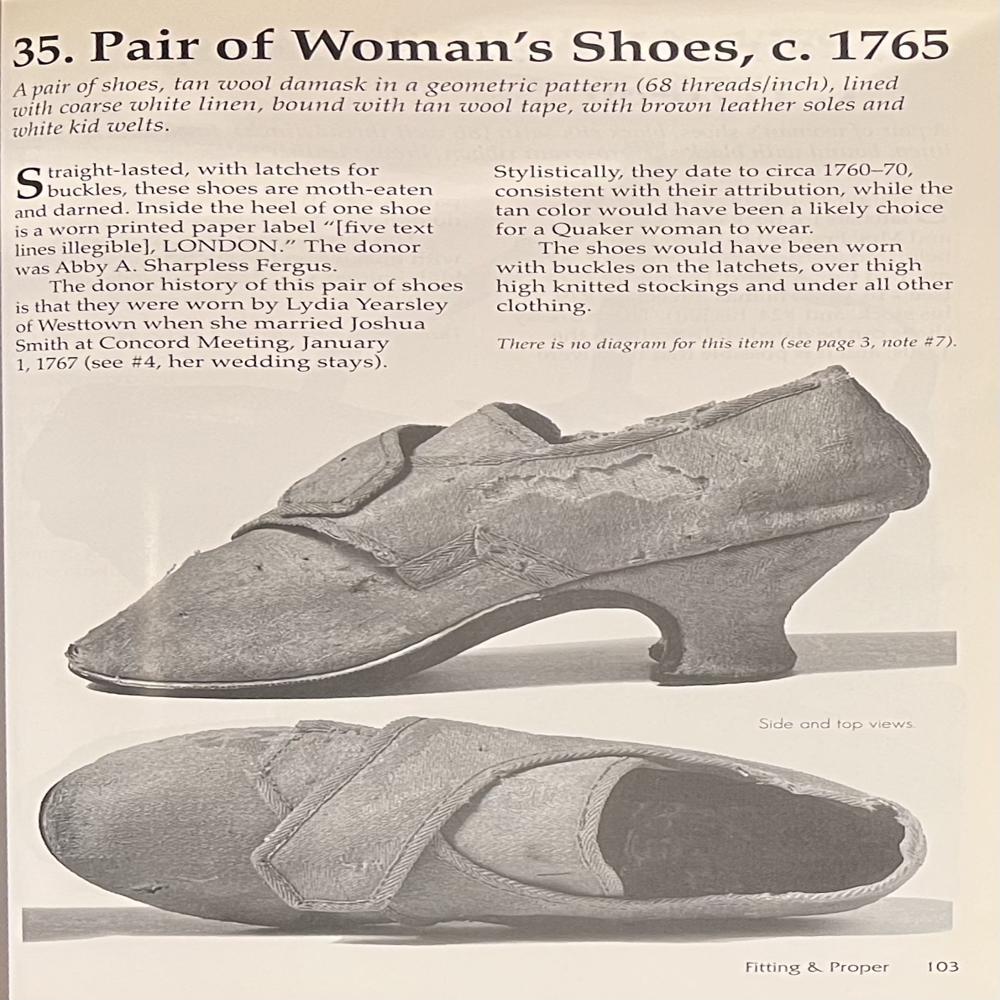 35. Pair of Woman's Shoes, c. 1765
A pair of shoes, tan wool damask in a geometric pattern (68 threads/inch), lined
with coarse white linen, bound with tan wool tape, with brown leather soles and
white kid welts.
Straight-lasted, with latchets for
buckles, these shoes are moth-eaten
and darned. Inside the heel of one shoe
is a worn printed paper label "[five text
lines illegible], LONDON." The donor
was Abby A. Sharpless Fergus.
The donor history of this pair of shoes
is that they were worn by Lydia Yearsley
of Westtown when she married Joshua
Smith at Concord Meeting, January
1, 1767 (see #4, her wedding stays).
Stylistically, they date to circa 1760–70,
consistent with their attribution, while the
tan color would have been a likely choice
for a Quaker woman to wear.
The shoes would have been worn
with buckles on the latchets, over thigh
high knitted stockings and under all other
clothing.
There is no diagram for this item (see page 3, note #7).
Side and top views.
Fitting & Proper 103